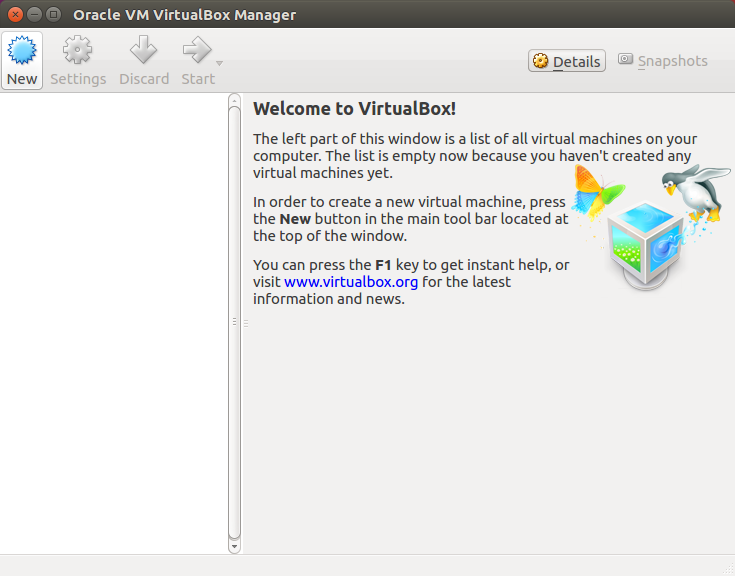 Oracle VM VirtualBox Manager
New Settings Discard Start
Details Snapshots
Welcome to VirtualBox!
The left part of this window is a list of all virtual machines on your
computer. The list is empty now because you haven't created any
virtual machines yet.
In order to create a new virtual machine, press
the New button in the main tool bar located at
the top of the window.
You can press the F1 key to get instant help, or
visit www.virtualbox.org for the latest
information and news.